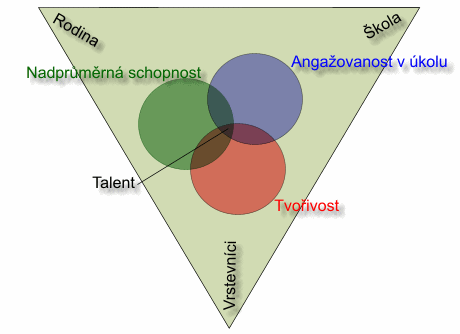 Rodina
Škola
Angažovanost v úkolu
Nadprůměrná schopnost
Talent
Tvořivost
Vrstevníci